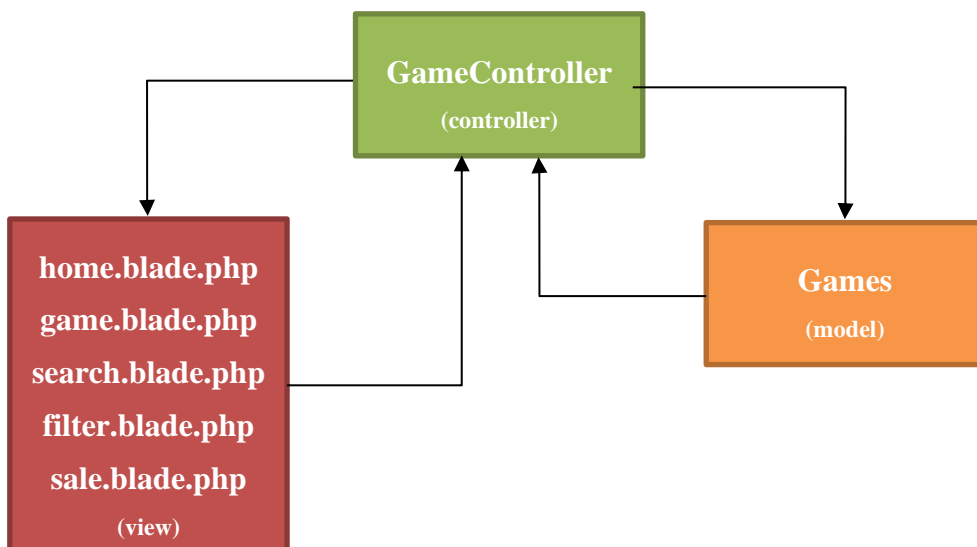 GameController
(controller)
home.blade.php
game.blade.php
search.blade.php
filter.blade.php
sale.blade.php
(view)
Games
(model)